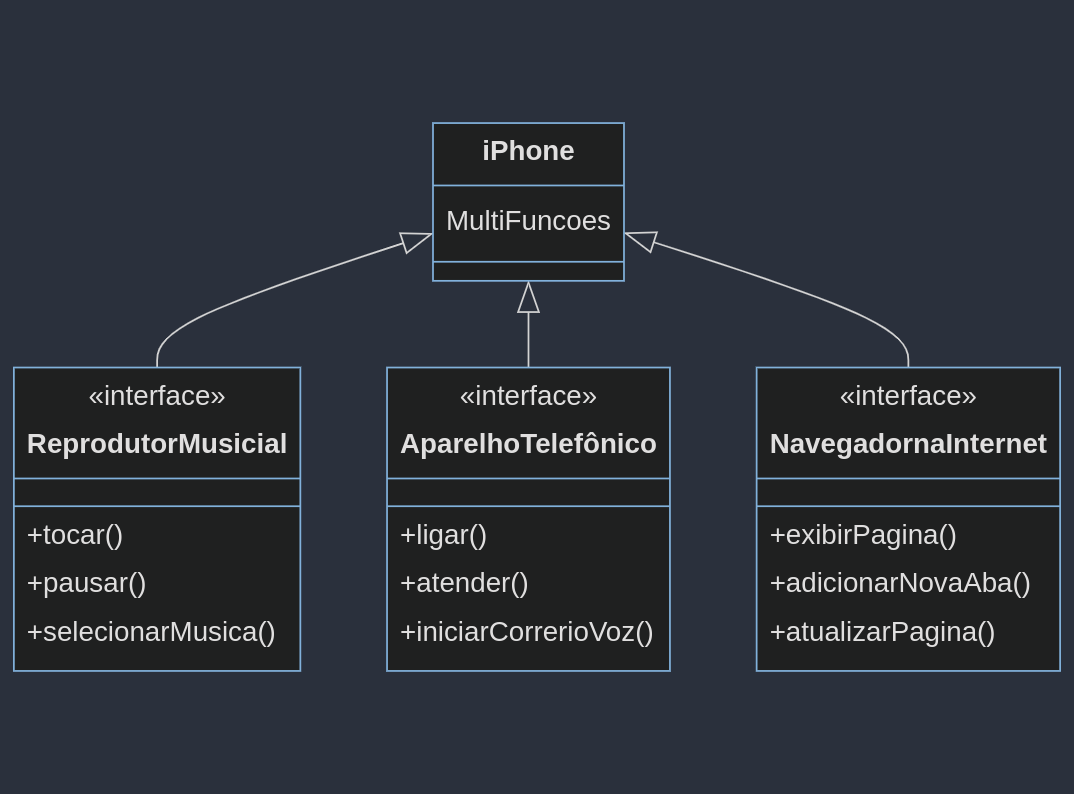 iPhone
MultiFuncoes
«interface»
ReprodutorMusicial
+tocar()
+pausar()
+selecionarMusica()
«interface»
AparelhoTelefônico
+ligar()
+atender()
+iniciarCorrerioVoz()
«interface»
NavegadornaInternet
+exibirPagina()
+adicionarNovaAba()
+atualizarPagina()